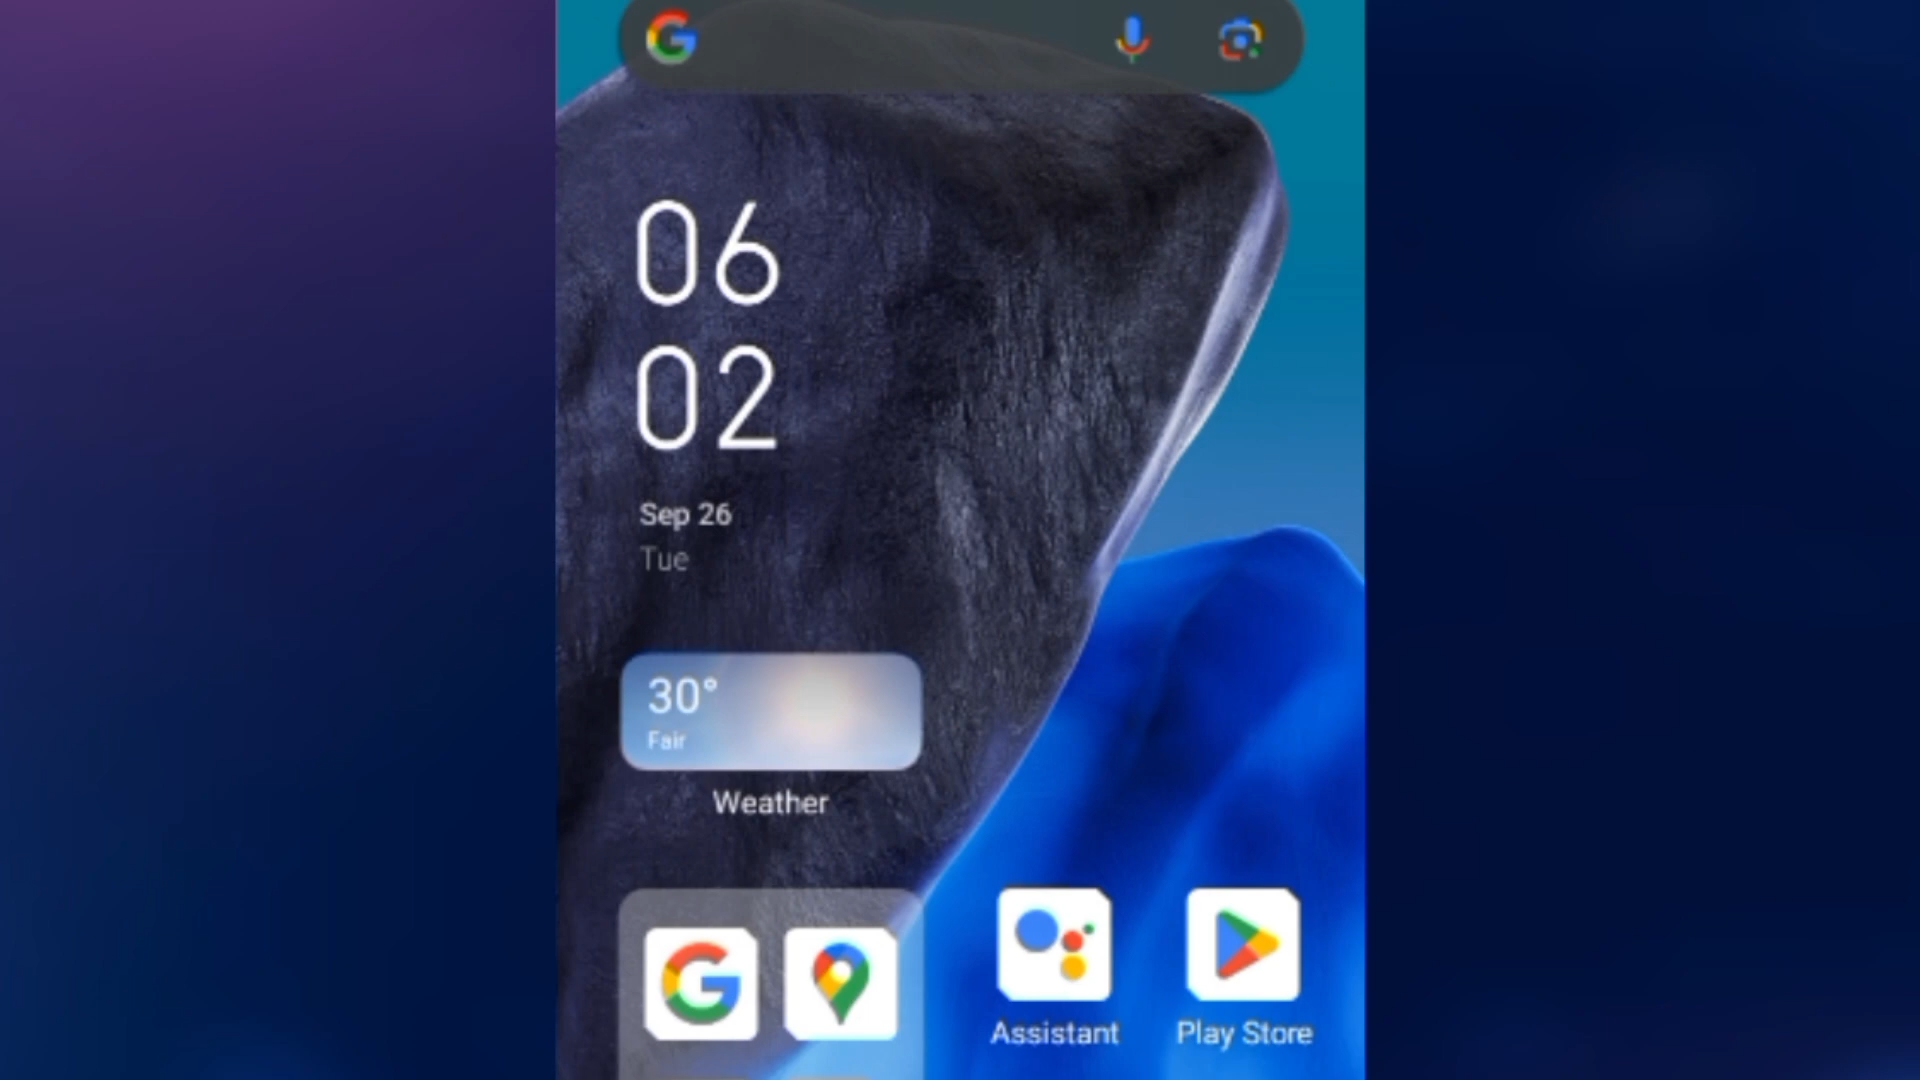 06
02
Sep 26
Tue
30°
Fair
Weather
Assistant
Play Store